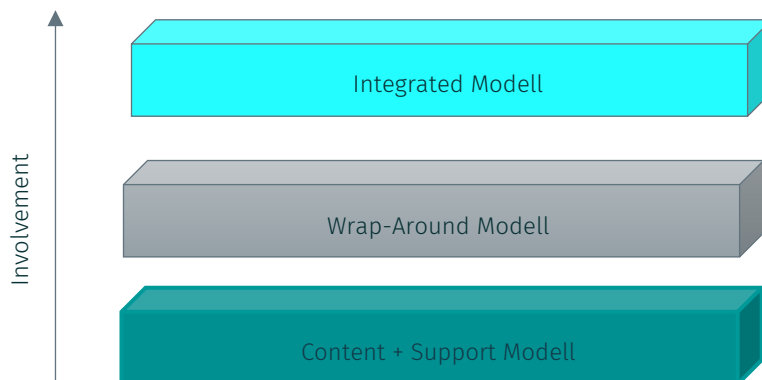 Integrated Modell
Wrap-Around Modell
Content + Support Modell
Involvement